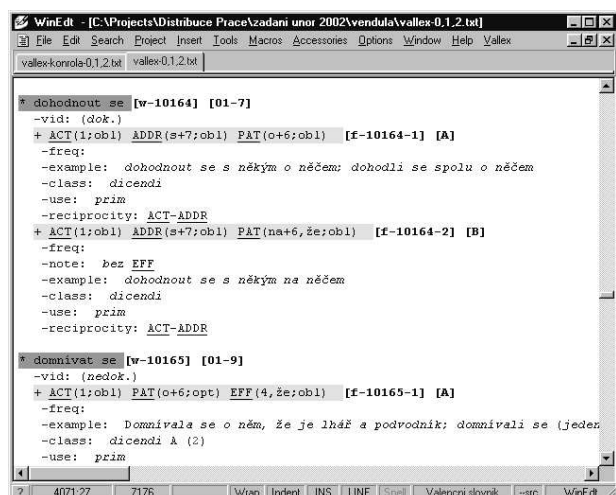 WinEdt - [C:\Projects\Distribuce Prace\zadani unor 2002\vendula\vallex-0,1,2.txt]
File Edit Search Project Insert Tools Macros Accessories Options Window Help Vallex
vallex-konrola-0,1,2.txt vallex-0,1,2.txt
* dohodnout se [w-10164] [01-7]
-vid: (dok.)
+ ACT(1;obl) ADDR(s+7;obl) PAT(o+6;obl) [f-10164-1] [A]
-freq:
-example: dohodnout se s někým o něčem; dohodli se spolu o něčem
-class: dicendi
-use: prim
-reciprocity: ACT-ADDR
+ ACT(1;obl) ADDR(s+7;obl) PAT(na+6,že;obl) [f-10164-2] [B]
-freq:
-note: bez EFF
-example: dohodnout se s někým na něčem
-class: dicendi
-use: prim
-reciprocity: ACT-ADDR
* domnívat se [w-10165] [01-9]
-vid: (nedok.)
+ ACT(1;obl) PAT(o+6;opt) EFF(4,že;obl) [f-10165-1] [A]
-freq:
-example: Domnívala se o něm, že je lhář a podvodník; domnívali se (jeden
-class: dicendi A (2)
-use: prim
? 4071:27 7176 Wrap Indent INS LINE Spell Valencni slovnik --src WinEdt